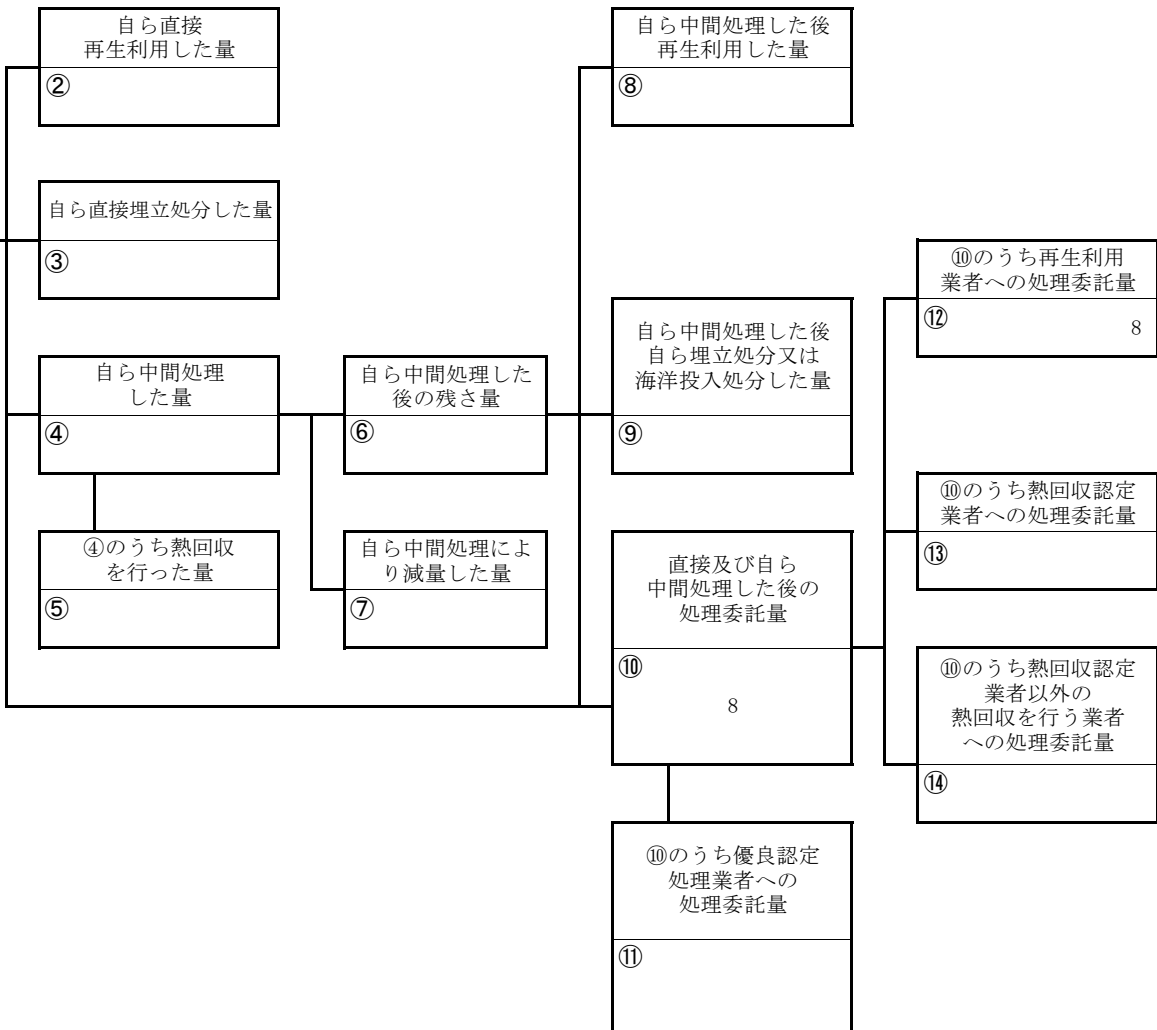 自ら直接
再生利用した量
②
自ら直接埋立処分した量
③
自ら中間処理
した量
④
④のうち熱回収
を行った量
⑤
自ら中間処理した
後の残さ量
⑥
自ら中間処理によ
り減量した量
⑦
自ら中間処理した後
再生利用した量
⑧
自ら中間処理した後
自ら埋立処分又は
海洋投入処分した量
⑨
直接及び自ら
中間処理した後の
処理委託量
⑩
8
⑩のうち優良認定
処理業者への
処理委託量
⑪
⑩のうち再生利用
業者への処理委託量
⑫ 8
⑩のうち熱回収認定
業者への処理委託量
⑬
⑩のうち熱回収認定
業者以外の
熱回収を行う業者
への処理委託量
⑭